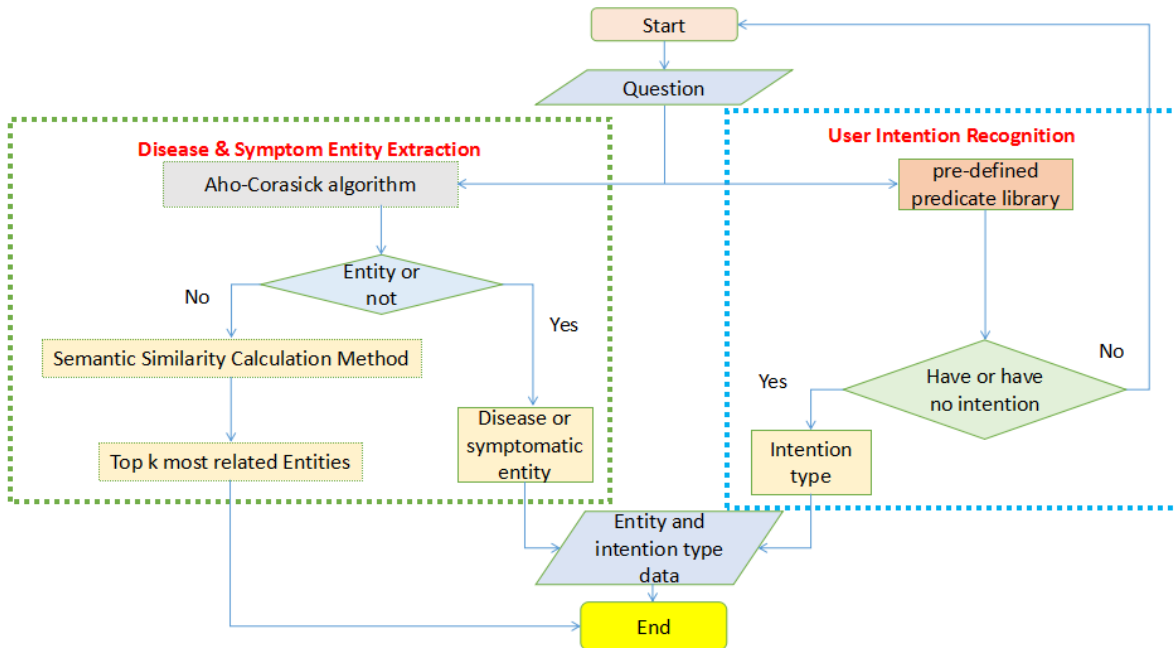 Start
Question
Disease & Symptom Entity Extraction
Aho-Corasick algorithm
Entity or
not
No
Yes
Semantic Similarity Calculation Method
Top k most related Entities
Disease or
symptomatic
entity
User Intention Recognition
pre-defined
predicate library
Have or have
no intention
No
Yes
Intention
type
Entity and
intention type
data
End